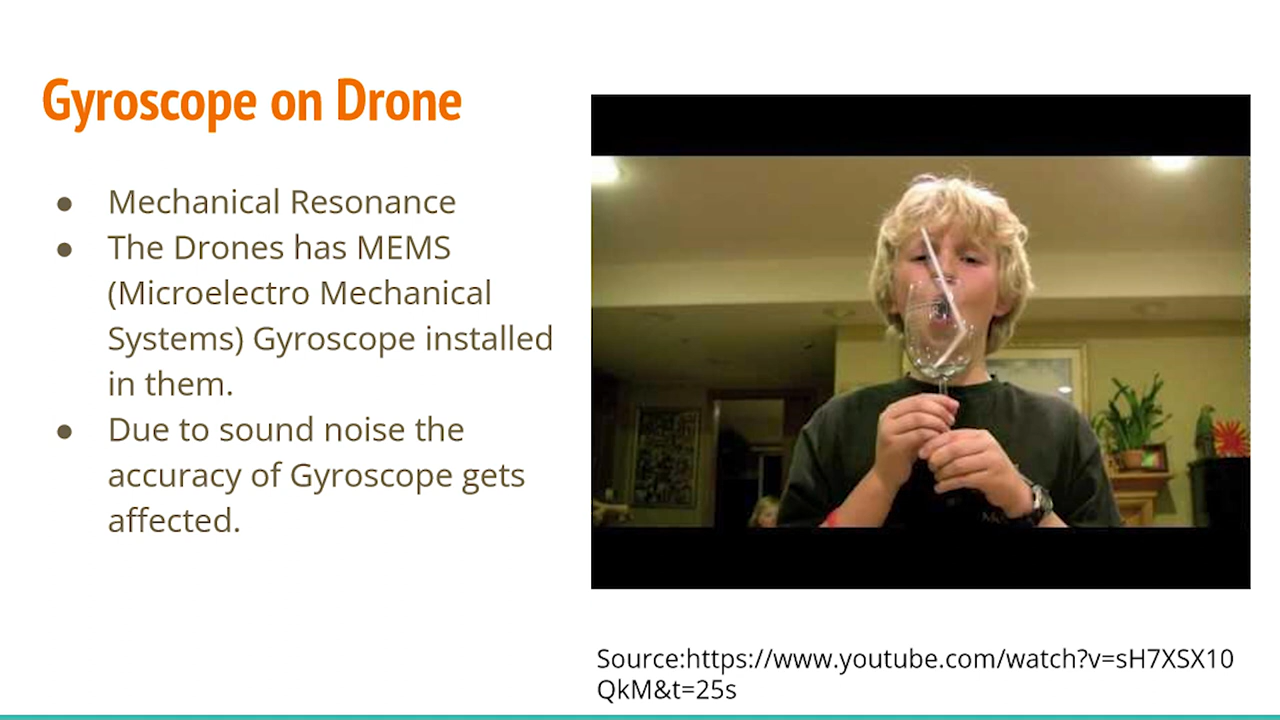 Gyroscope on Drone
● Mechanical Resonance
● The Drones has MEMS
(Microelectro Mechanical
Systems) Gyroscope installed
in them.
● Due to sound noise the
accuracy of Gyroscope gets
affected.
Source:https://www.youtube.com/watch?v=sH7XSX10
QkM&t=25s